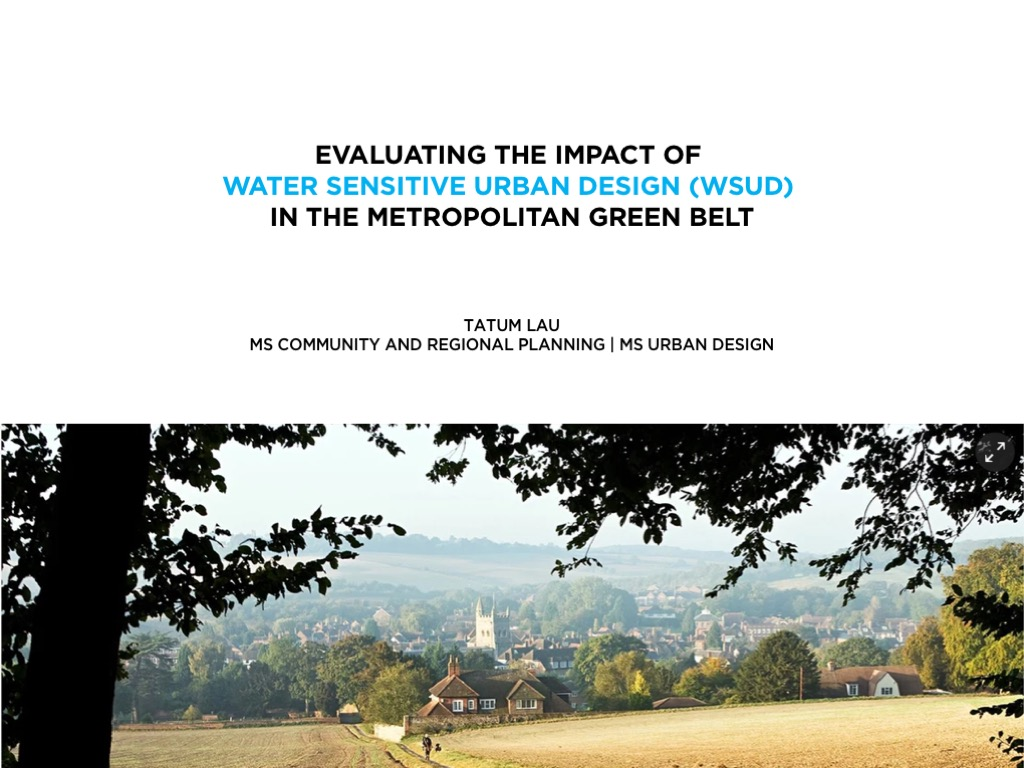 EVALUATING THE IMPACT OF
WATER SENSITIVE URBAN DESIGN (WSUD)
IN THE METROPOLITAN GREEN BELT
TATUM LAU
MS COMMUNITY AND REGIONAL PLANNING | MS URBAN DESIGN